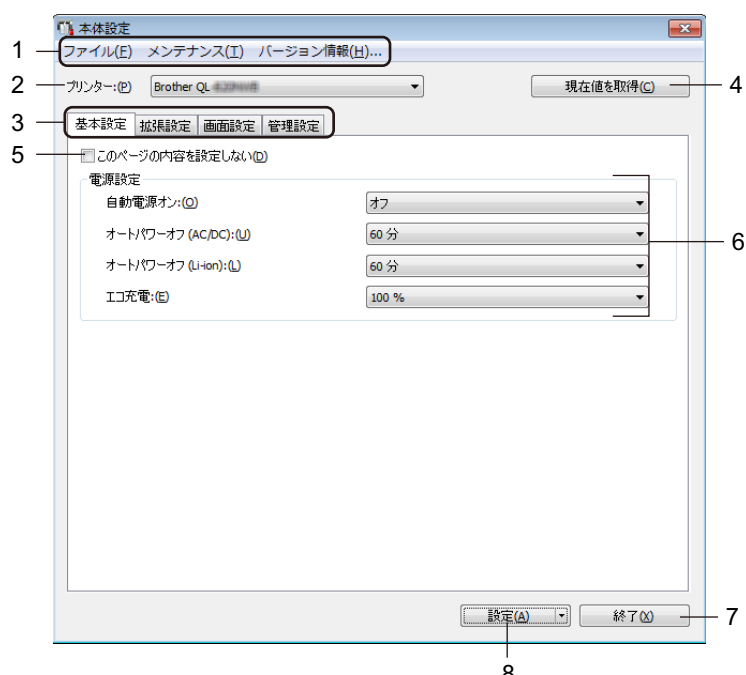 本体設定
1 ファイル(F) メンテナンス(T) バージョン情報(H)...
2 プリンター:(P) Brother QL 現在値を取得(C) 4
3 基本設定 拡張設定 画面設定 管理設定
5 このページの内容を設定しない(D)
電源設定
自動電源オン:(O) オフ
オートパワーオフ (AC/DC):(U) 60 分
6
オートパワーオフ (Li-ion):(L) 60 分
エコ充電:(E) 100 %
設定(A) 終了(X) 7
8